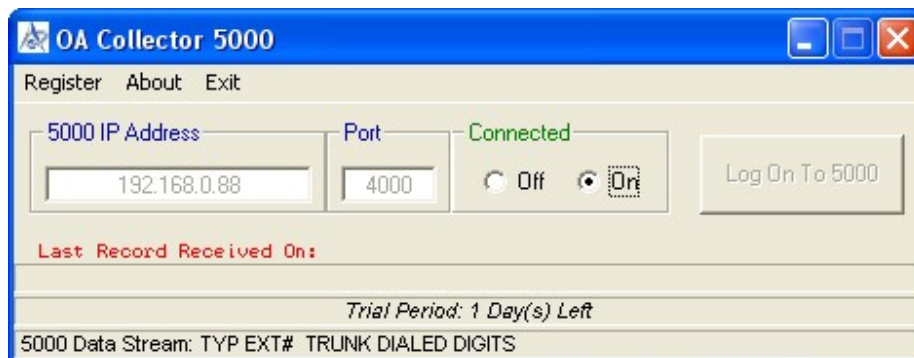 OA Collector 5000
Register About Exit
5000 IP Address Port Connected
192.168.0.88 4000 Off On Log On To 5000
Last Record Received On:
Trial Period: 1 Day(s) Left
5000 Data Stream: TYP EXT# TRUNK DIALED DIGITS